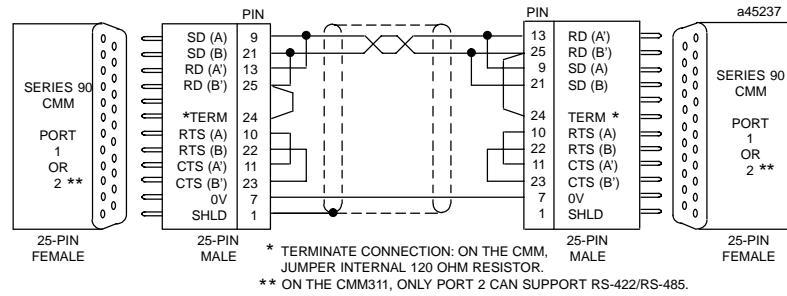 PIN PIN a45237
SD (A) 9 13 RD (A')
SD (B) 21 25 RD (B')
RD (A') 13 9 SD (A)
RD (B') 25 21 SD (B)
*TERM 24 24 TERM *
RTS (A) 10 10 RTS (A)
RTS (B) 22 22 RTS (B)
CTS (A') 11 11 CTS (A')
CTS (B') 23 23 CTS (B')
0V 7 7 0V
SHLD 1 1 SHLD
SERIES 90
CMM
PORT
1
OR
2 **
SERIES 90
CMM
PORT
1
OR
2 **
25-PIN
FEMALE
25-PIN
MALE
25-PIN
MALE
25-PIN
FEMALE
* TERMINATE CONNECTION: ON THE CMM,
JUMPER INTERNAL 120 OHM RESISTOR.
** ON THE CMM311, ONLY PORT 2 CAN SUPPORT RS-422/RS-485.